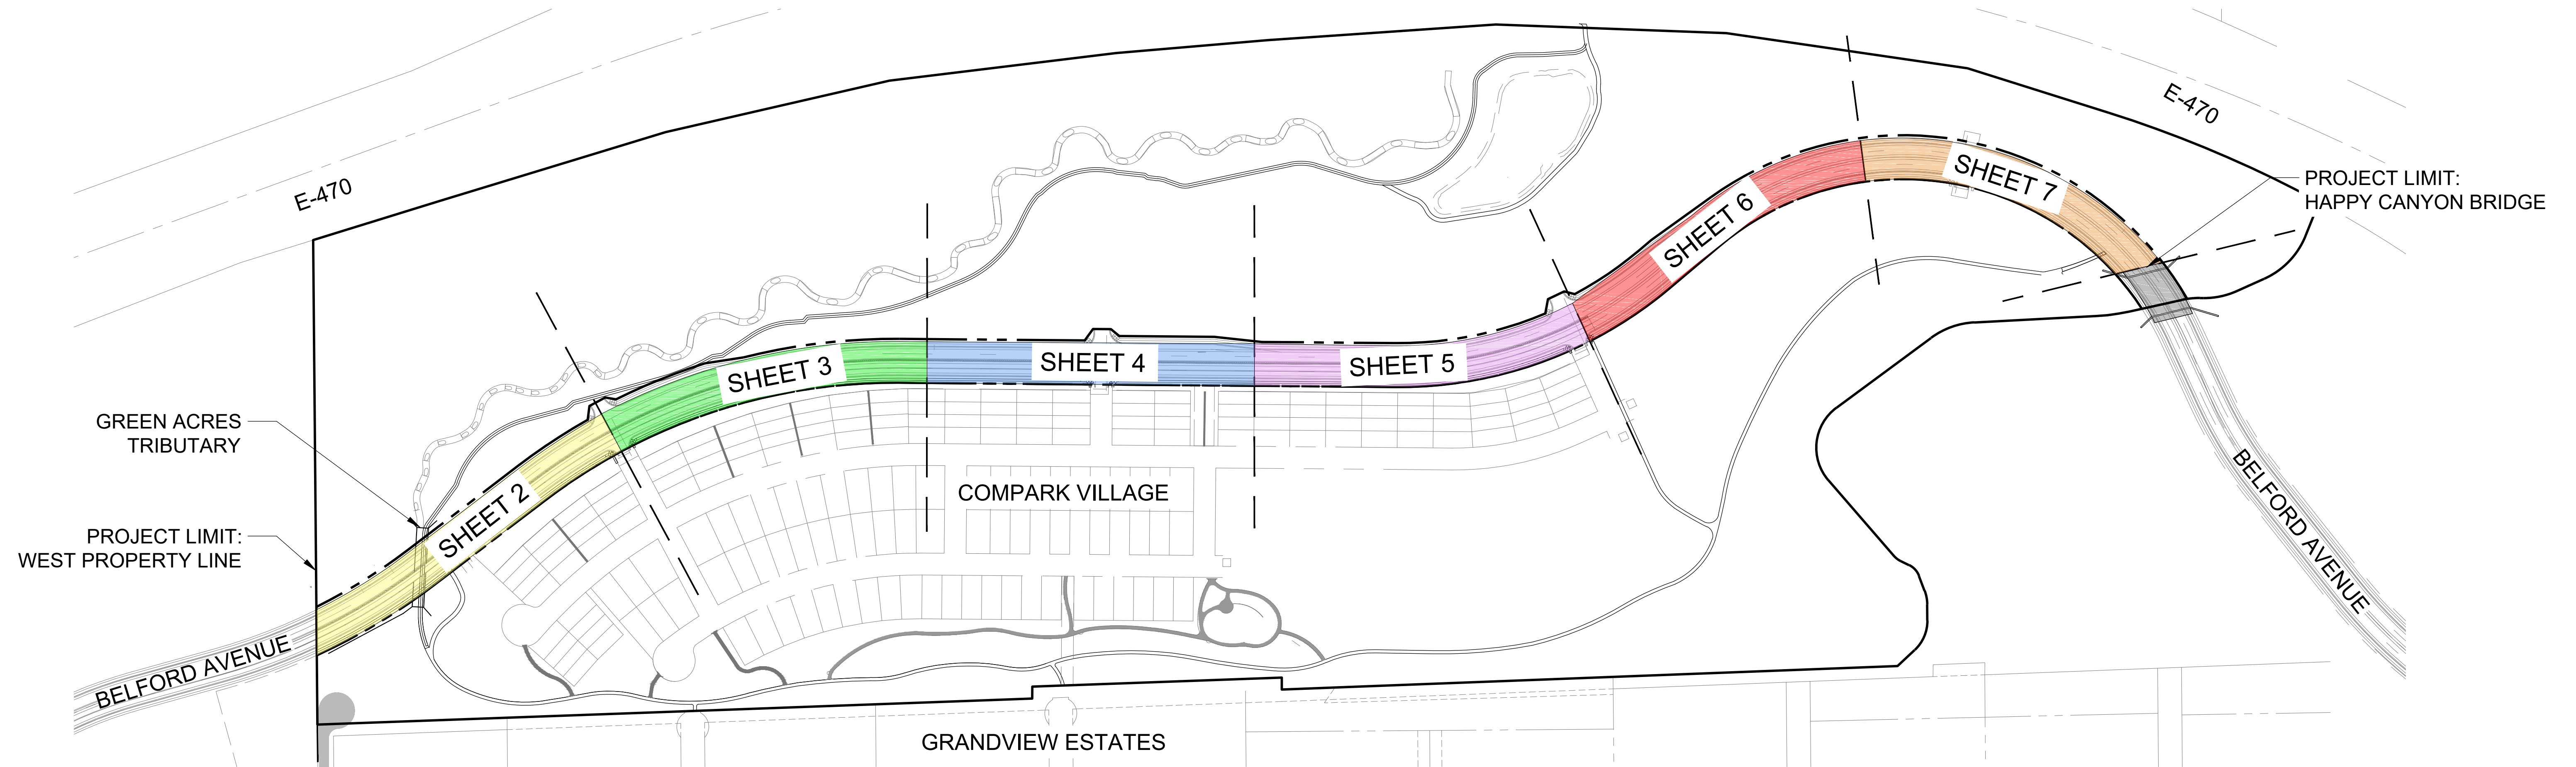 E-470
E-470
PROJECT LIMIT:
HAPPY CANYON BRIDGE
SHEET 7
SHEET 6
SHEET 5
SHEET 4
SHEET 3
SHEET 2
GREEN ACRES
TRIBUTARY
PROJECT LIMIT:
WEST PROPERTY LINE
COMPARK VILLAGE
BELFORD AVENUE
BELFORD AVENUE
GRANDVIEW ESTATES